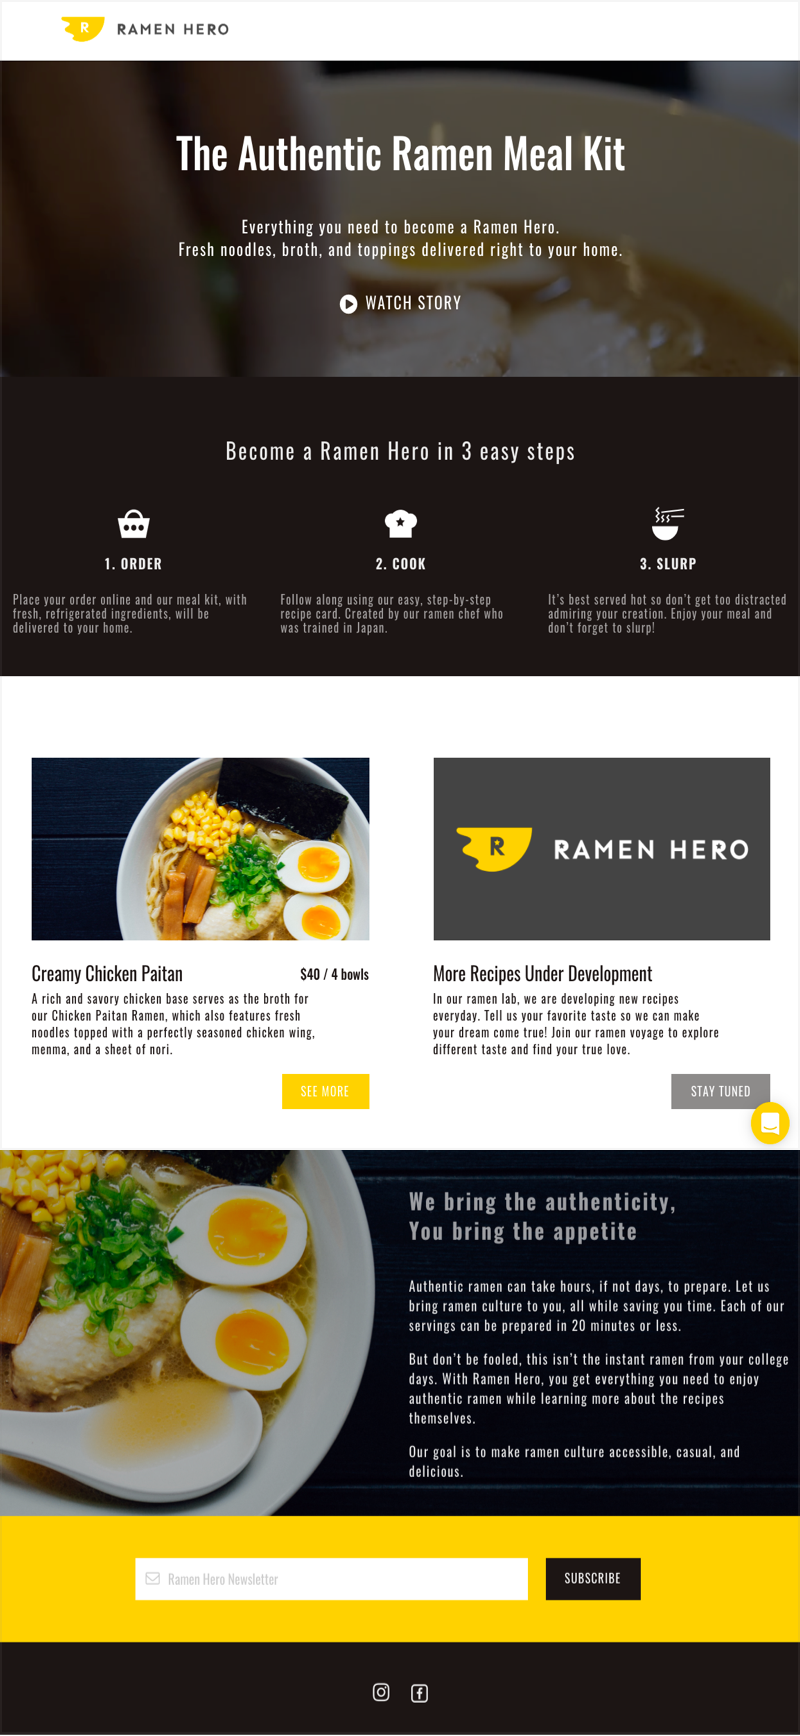 R RAMEN HERO
The Authentic Ramen Meal Kit
Everything you need to become a Ramen Hero.
Fresh noodles, broth, and toppings delivered right to your home.
WATCH STORY
Become a Ramen Hero in 3 easy steps
1. ORDER
Place your order online and our meal kit, with
fresh, refrigerated ingredients, will be
delivered to your home.
2. COOK
Follow along using our easy, step-by-step
recipe card. Created by our ramen chef who
was trained in Japan.
3. SLURP
It's best served hot so don't get too distracted
admiring your creation. Enjoy your meal and
don't forget to slurp!
Creamy Chicken Paitan
$40 / 4 bowls
A rich and savory chicken base serves as the broth for
our Chicken Paitan Ramen, which also features fresh
noodles topped with a perfectly seasoned chicken wing,
menma, and a sheet of nori.
SEE MORE
R RAMEN HERO
More Recipes Under Development
In our ramen lab, we are developing new recipes
everyday. Tell us your favorite taste so we can make
your dream come true! Join our ramen voyage to explore
different taste and find your true love.
STAY TUNED
We bring the authenticity,
You bring the appetite
Authentic ramen can take hours, if not days, to prepare. Let us
bring ramen culture to you, all while saving you time. Each of our
servings can be prepared in 20 minutes or less.
But don't be fooled, this isn't the instant ramen from your college
days. With Ramen Hero, you get everything you need to enjoy
authentic ramen while learning more about the recipes
themselves.
Our goal is to make ramen culture accessible, casual, and
delicious.
Ramen Hero Newsletter
SUBSCRIBE